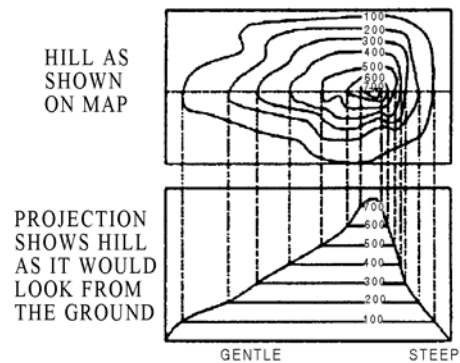 HILL AS
SHOWN
ON MAP
100
200
300
400
500
600
700
PROJECTION
SHOWS HILL
AS IT WOULD
LOOK FROM
THE GROUND
700
600
500
400
300
200
100
GENTLE STEEP